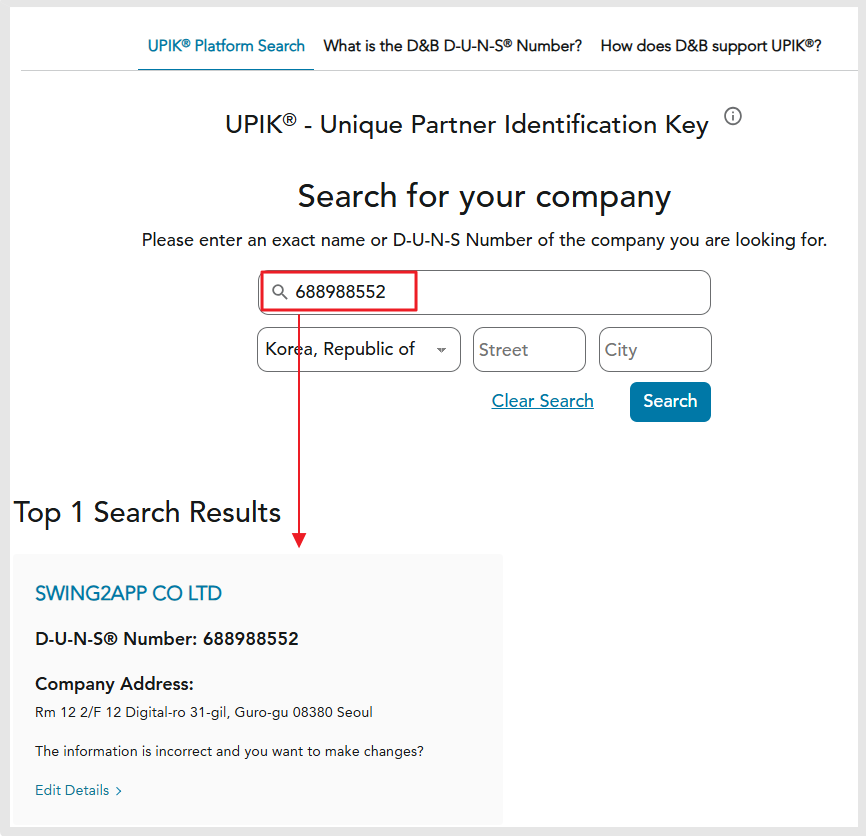 UPIK® Platform Search What is the D&B D-U-N-S® Number? How does D&B support UPIK®?
UPIK® - Unique Partner Identification Key
Search for your company
Please enter an exact name or D-U-N-S Number of the company you are looking for.
688988552
Korea, Republic of Street City
Clear Search Search
Top 1 Search Results
SWING2APP CO LTD
D-U-N-S® Number: 688988552
Company Address:
Rm 12 2/F 12 Digital-ro 31-gil, Guro-gu 08380 Seoul
The information is incorrect and you want to make changes?
Edit Details >